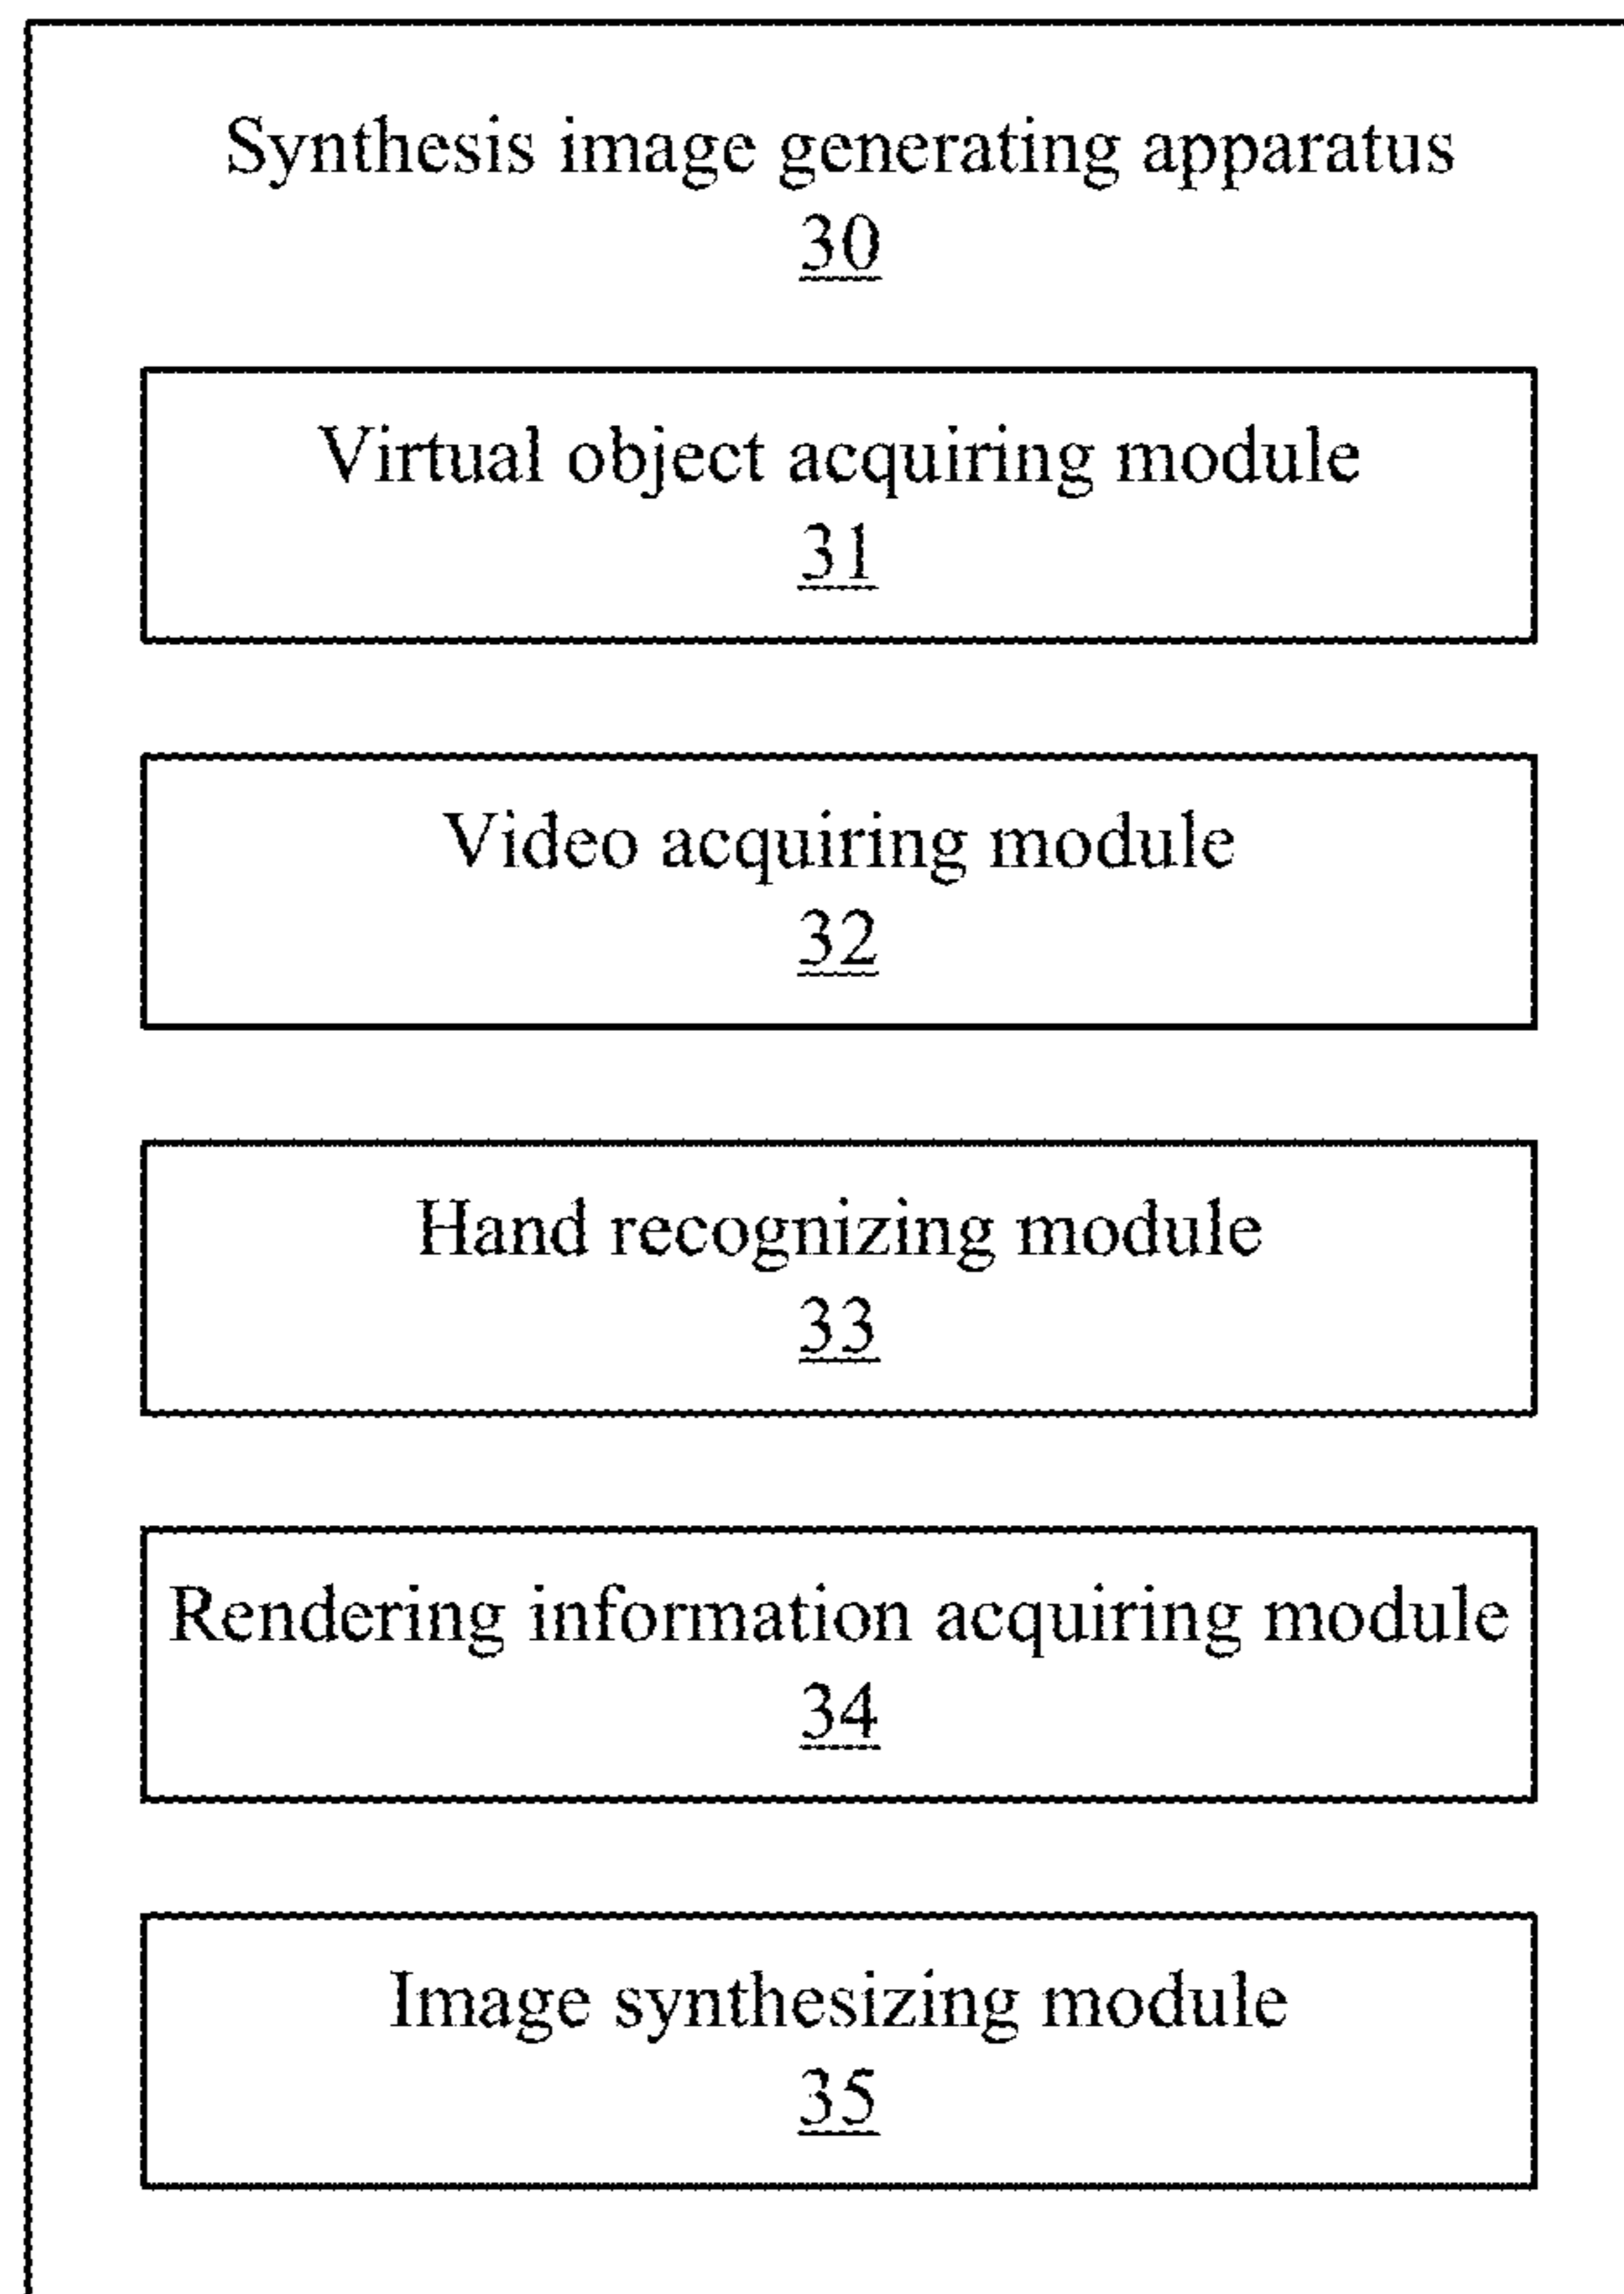 Synthesis image generating apparatus
30
Virtual object acquiring module
31
Video acquiring module
32
Hand recognizing module
33
Rendering information acquiring module
34
Image synthesizing module
35